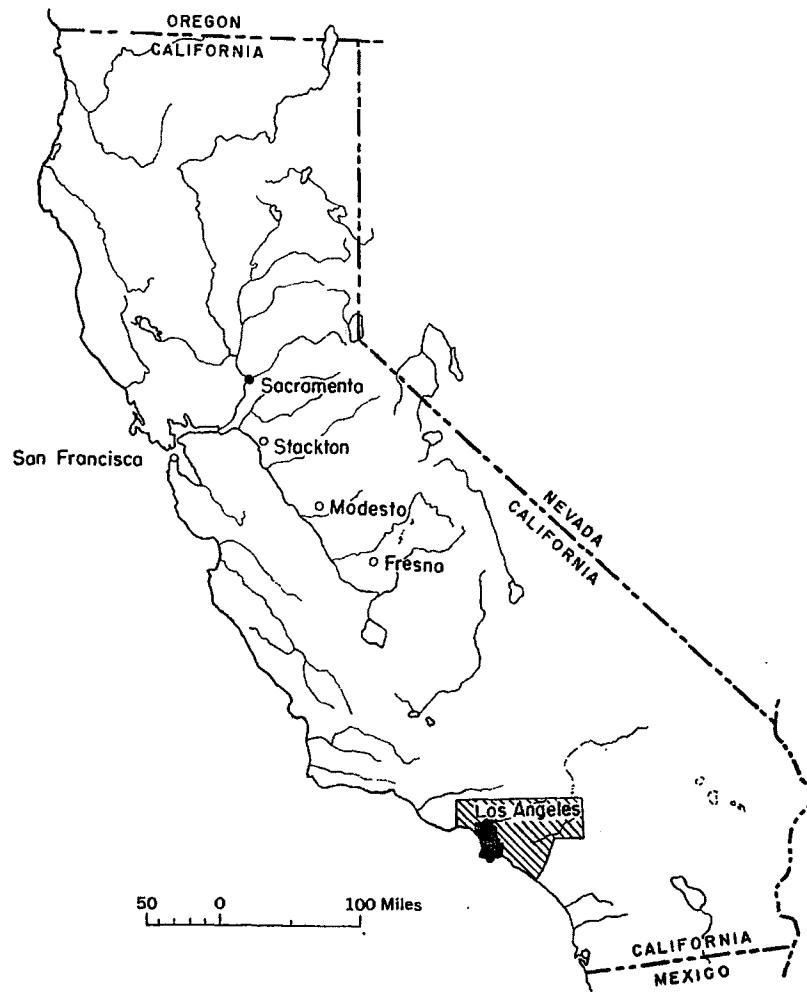 OREGON
CALIFORNIA
Sacramento
Stackton
San Francisca
Modesto
Fresno
NEVADA
CALIFORNIA
Los Angeles
50 0 100 Miles
CALIFORNIA
MEXICO